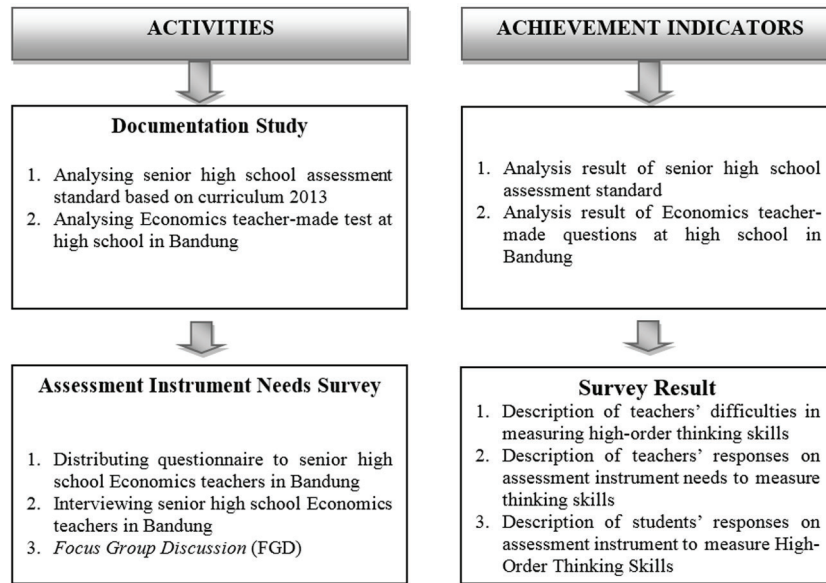 ACTIVITIES
Documentation Study
1. Analysing senior high school assessment
standard based on curriculum 2013
2. Analysing Economics teacher-made test at
high school in Bandung
Assessment Instrument Needs Survey
1. Distributing questionnaire to senior high
school Economics teachers in Bandung
2. Interviewing senior high school Economics
teachers in Bandung
3. Focus Group Discussion (FGD)
ACHIEVEMENT INDICATORS
1. Analysis result of senior high school
assessment standard
2. Analysis result of Economics teacher-
made questions at high school in
Bandung
Survey Result
1. Description of teachers’ difficulties in
measuring high-order thinking skills
2. Description of teachers’ responses on
assessment instrument needs to measure
thinking skills
3. Description of students’ responses on
assessment instrument to measure High-
Order Thinking Skills